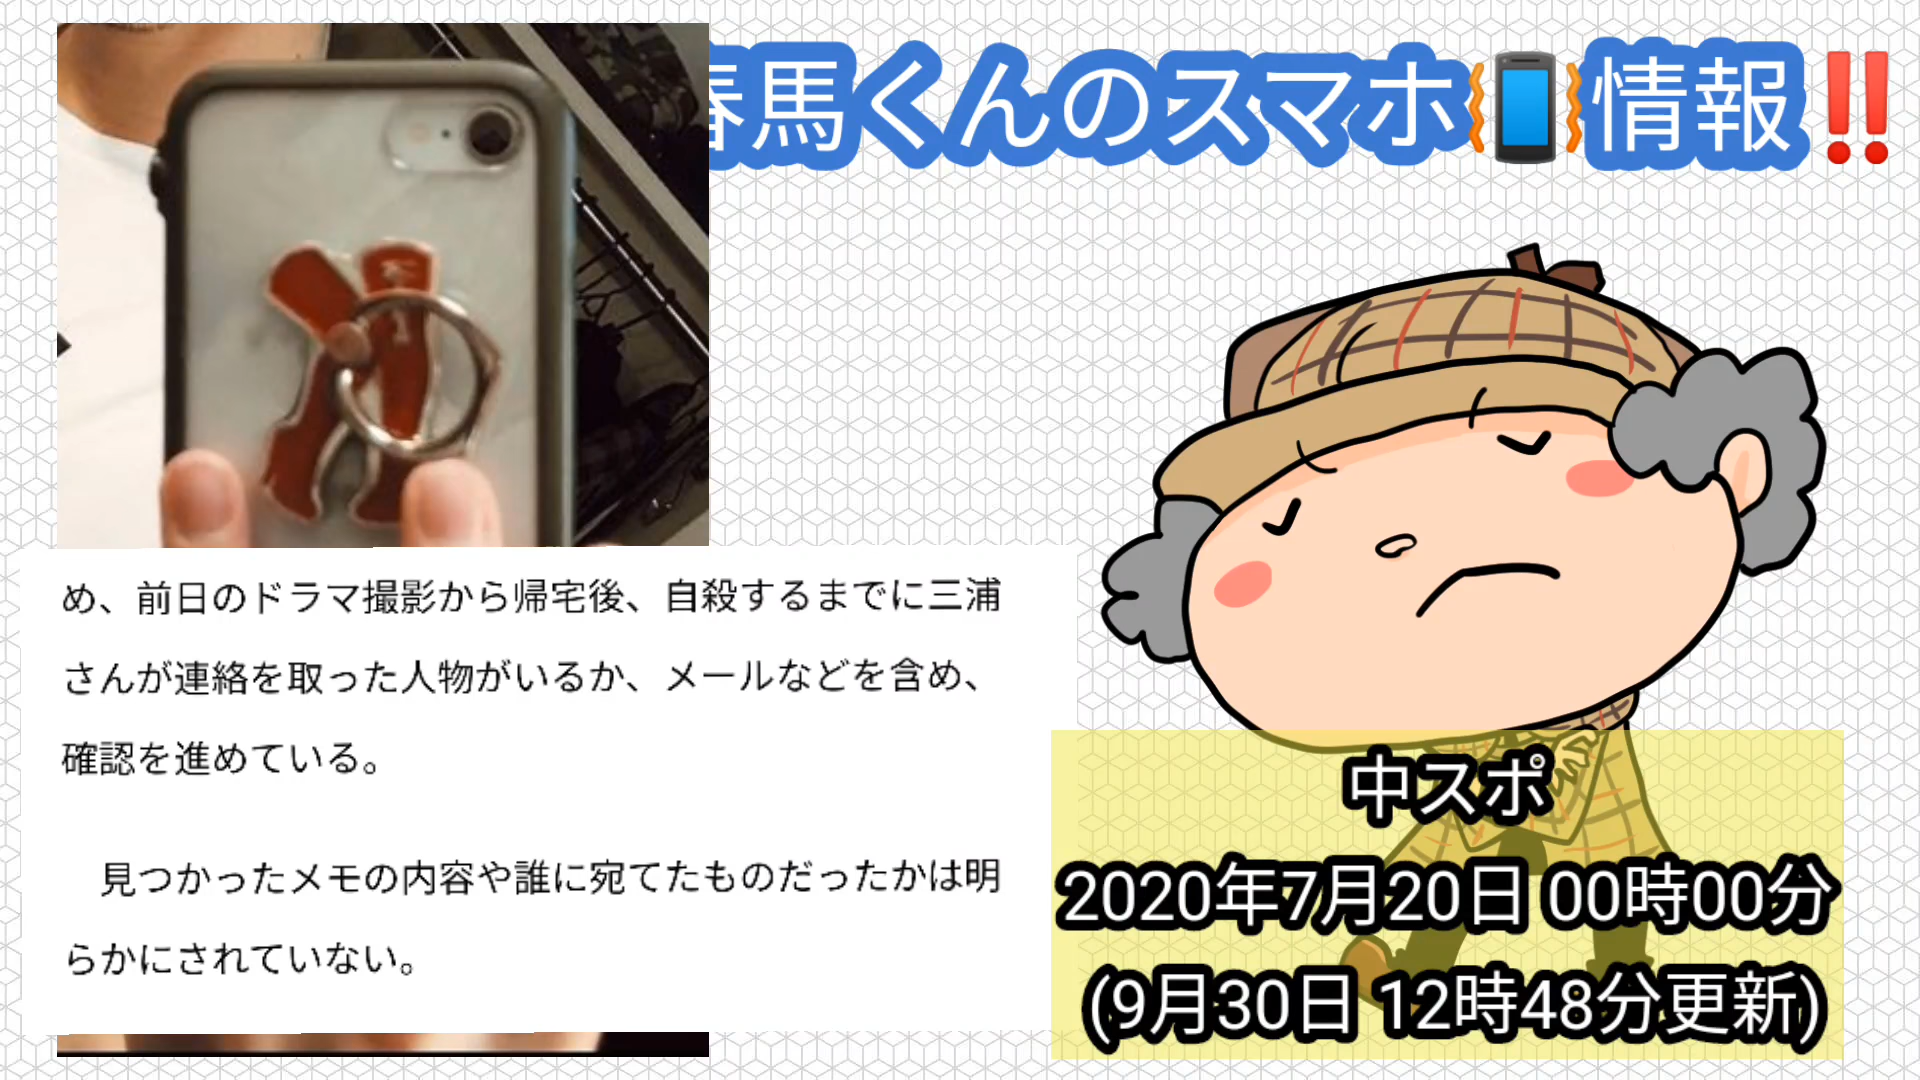 春馬くんのスマホ📳情報‼️
め、前日のドラマ撮影から帰宅後、自殺するまでに三浦
さんが連絡を取った人物がいるか、メールなどを含め、
確認を進めている。
見つかったメモの内容や誰に宛てたものだったかは明
らかにされていない。
中スポ
2020年7月20日 00時00分
(9月30日 12時48分更新)